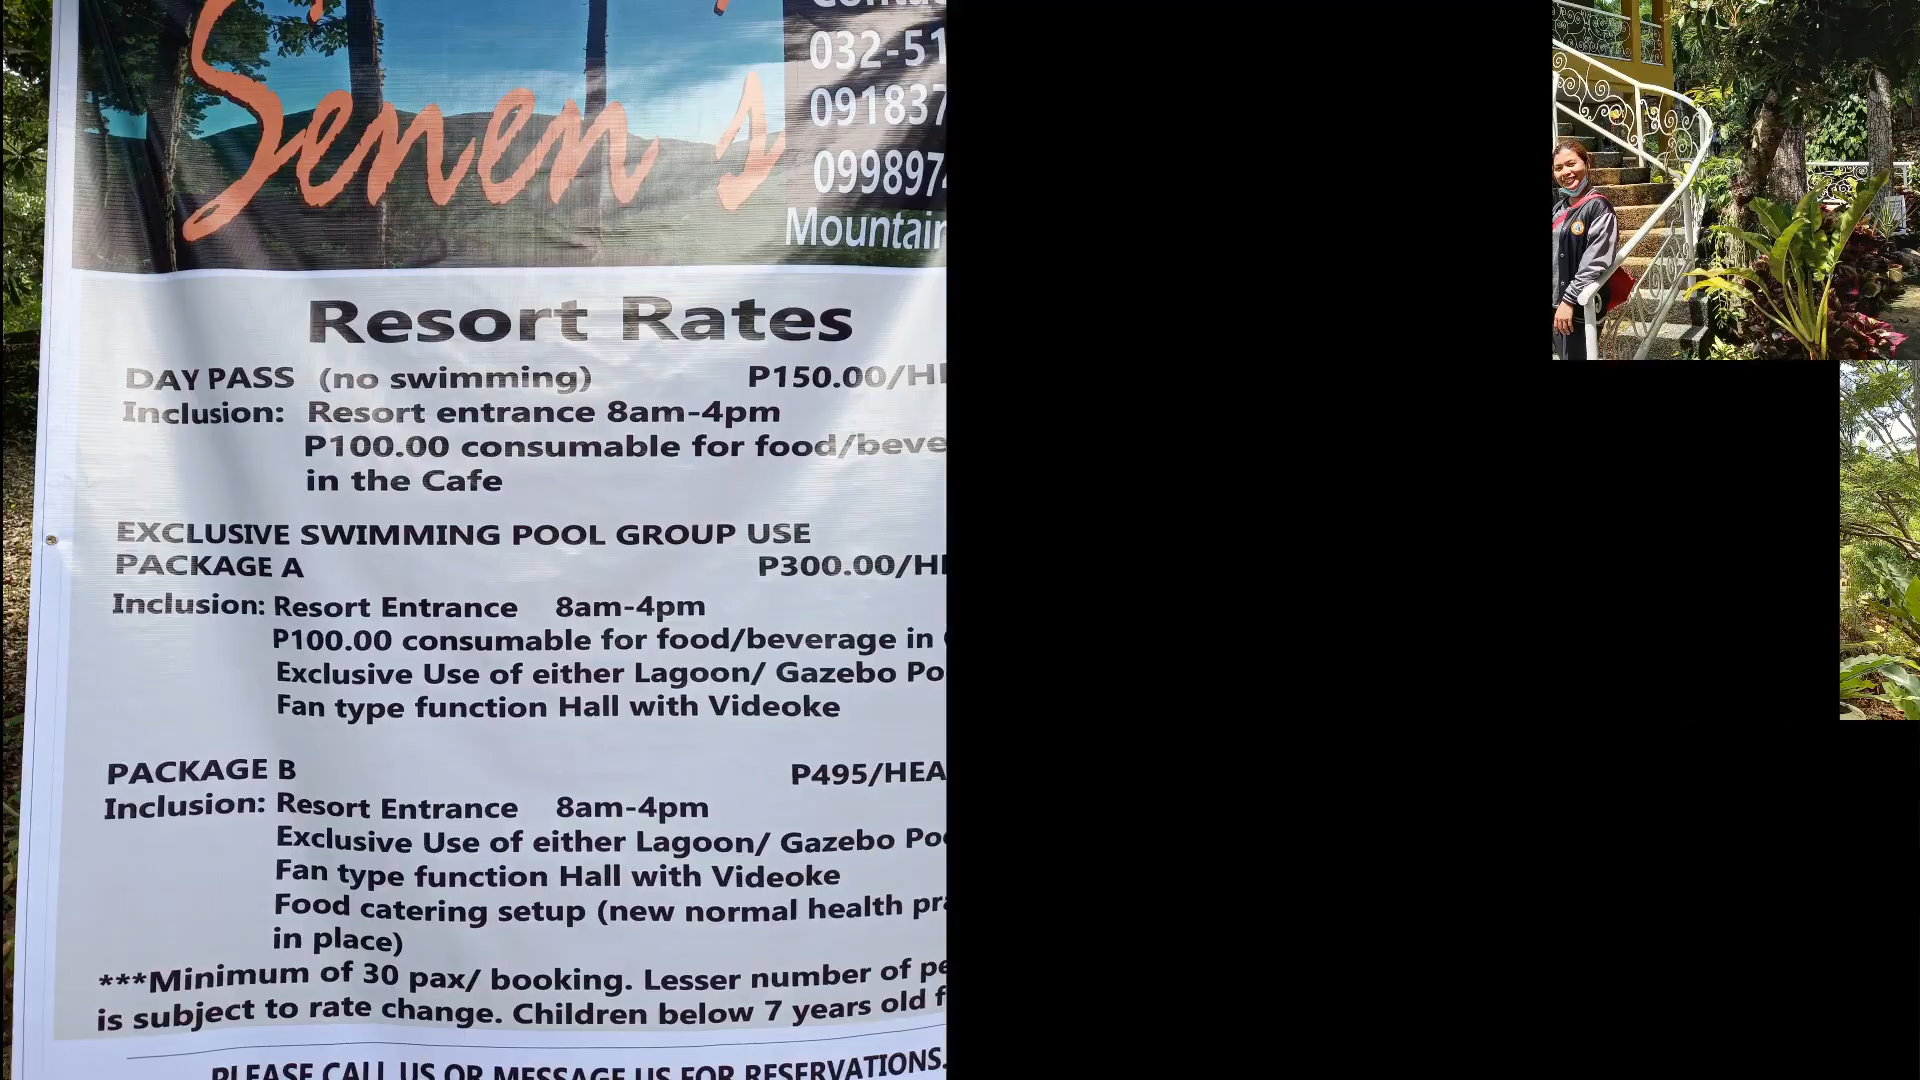 Senen's
032-51
091837
099897
Mountain
Resort Rates
DAY PASS (no swimming) P150.00/H
Inclusion: Resort entrance 8am-4pm
P100.00 consumable for food/beve
in the Cafe
EXCLUSIVE SWIMMING POOL GROUP USE
PACKAGE A P300.00/H
Inclusion: Resort Entrance 8am-4pm
P100.00 consumable for food/beverage in
Exclusive Use of either Lagoon/ Gazebo Po
Fan type function Hall with Videoke
PACKAGE B P495/HEA
Inclusion: Resort Entrance 8am-4pm
Exclusive Use of either Lagoon/ Gazebo Po
Fan type function Hall with Videoke
Food catering setup (new normal health pra
in place)
***Minimum of 30 pax/ booking. Lesser number of pe
is subject to rate change. Children below 7 years old f
PLEASE CALL US OR MESSAGE US FOR RESERVATIONS.